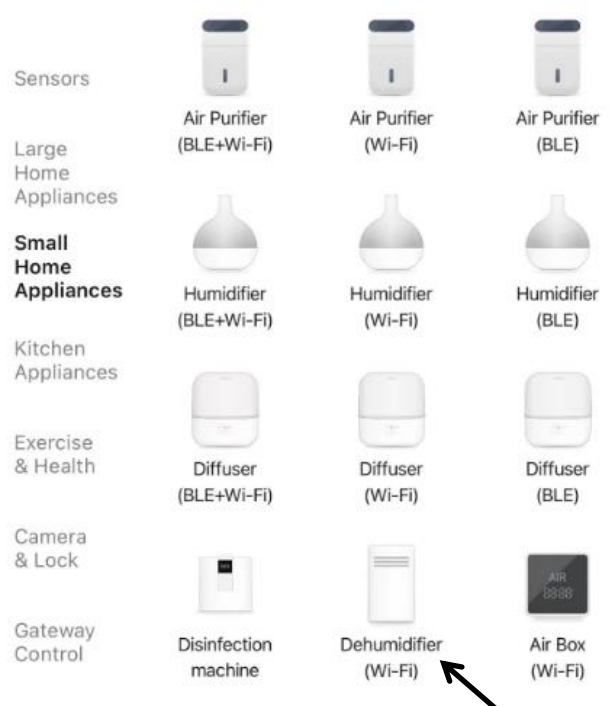 Sensors
Large
Home
Appliances
Small
Home
Appliances
Kitchen
Appliances
Exercise
& Health
Camera
& Lock
Gateway
Control
Air Purifier
(BLE+Wi-Fi)
Air Purifier
(Wi-Fi)
Air Purifier
(BLE)
Humidifier
(BLE+Wi-Fi)
Humidifier
(Wi-Fi)
Humidifier
(BLE)
Diffuser
(BLE+Wi-Fi)
Diffuser
(Wi-Fi)
Diffuser
(BLE)
Disinfection
machine
Dehumidifier
(Wi-Fi)
AIR
8888
Air Box
(Wi-Fi)